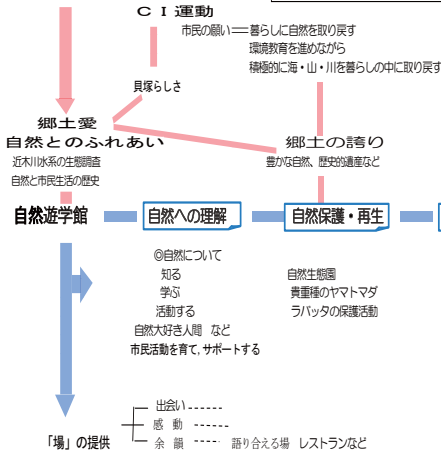 CI運動
市民の願い＝暮らしに自然を取り戻す
環境教育を進めながら
積極的に海・山・川を暮らしの中に取り戻す
貝塚らしさ
郷土愛
自然とのふれあい
近木川水系の生態調査
自然と市民生活の歴史
郷土の誇り
豊かな自然、歴史的遺産など
自然遊学館
自然への理解
自然保護・再生
◎自然について
知る
学ぶ
活動する
自然大好き人間 など
市民活動を育て,サポートする
自然生態園
貴重種のヤマトマダ
ラバッタの保護活動
「場」の提供
出会い------
感 動 ------
余 韻 ---- 語り合える場 レストランなど